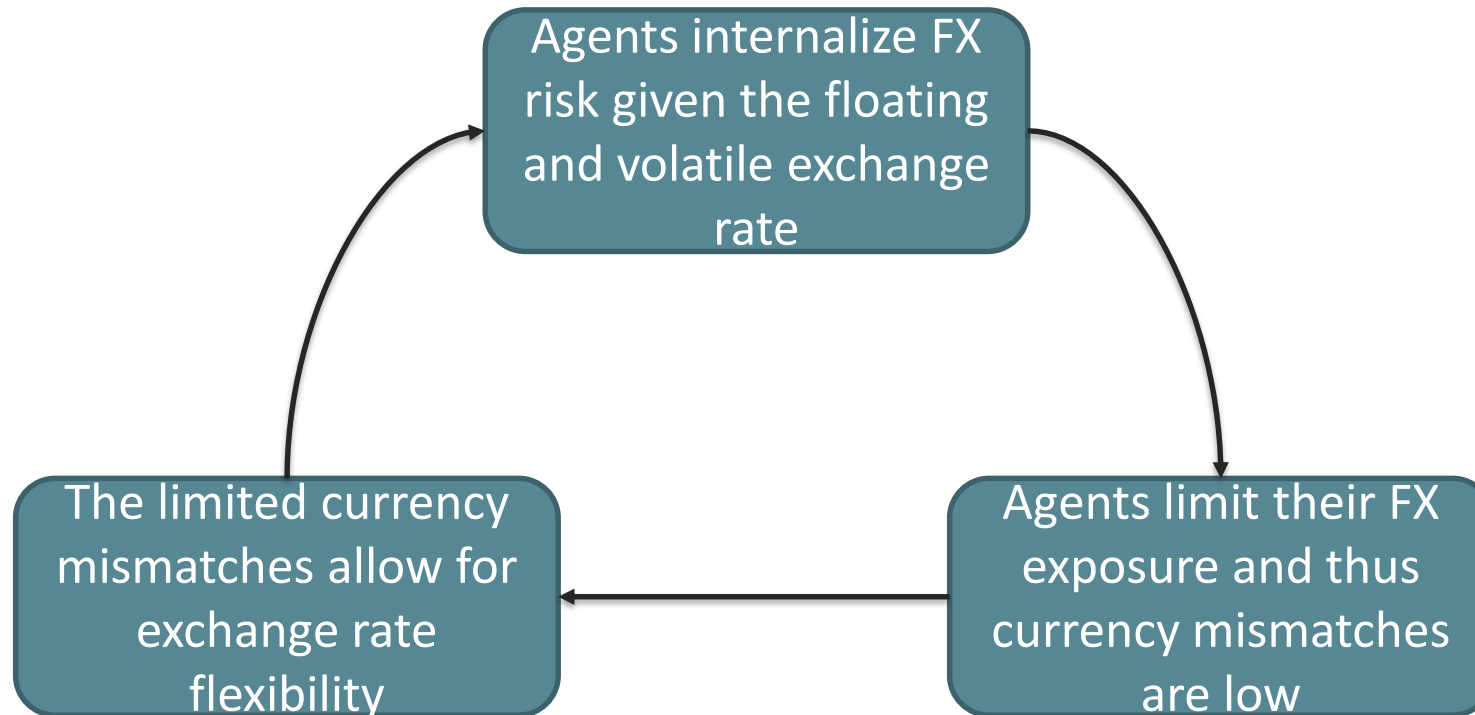 Agents internalize FX
risk given the floating
and volatile exchange
rate
The limited currency
mismatches allow for
exchange rate
flexibility
Agents limit their FX
exposure and thus
currency mismatches
are low